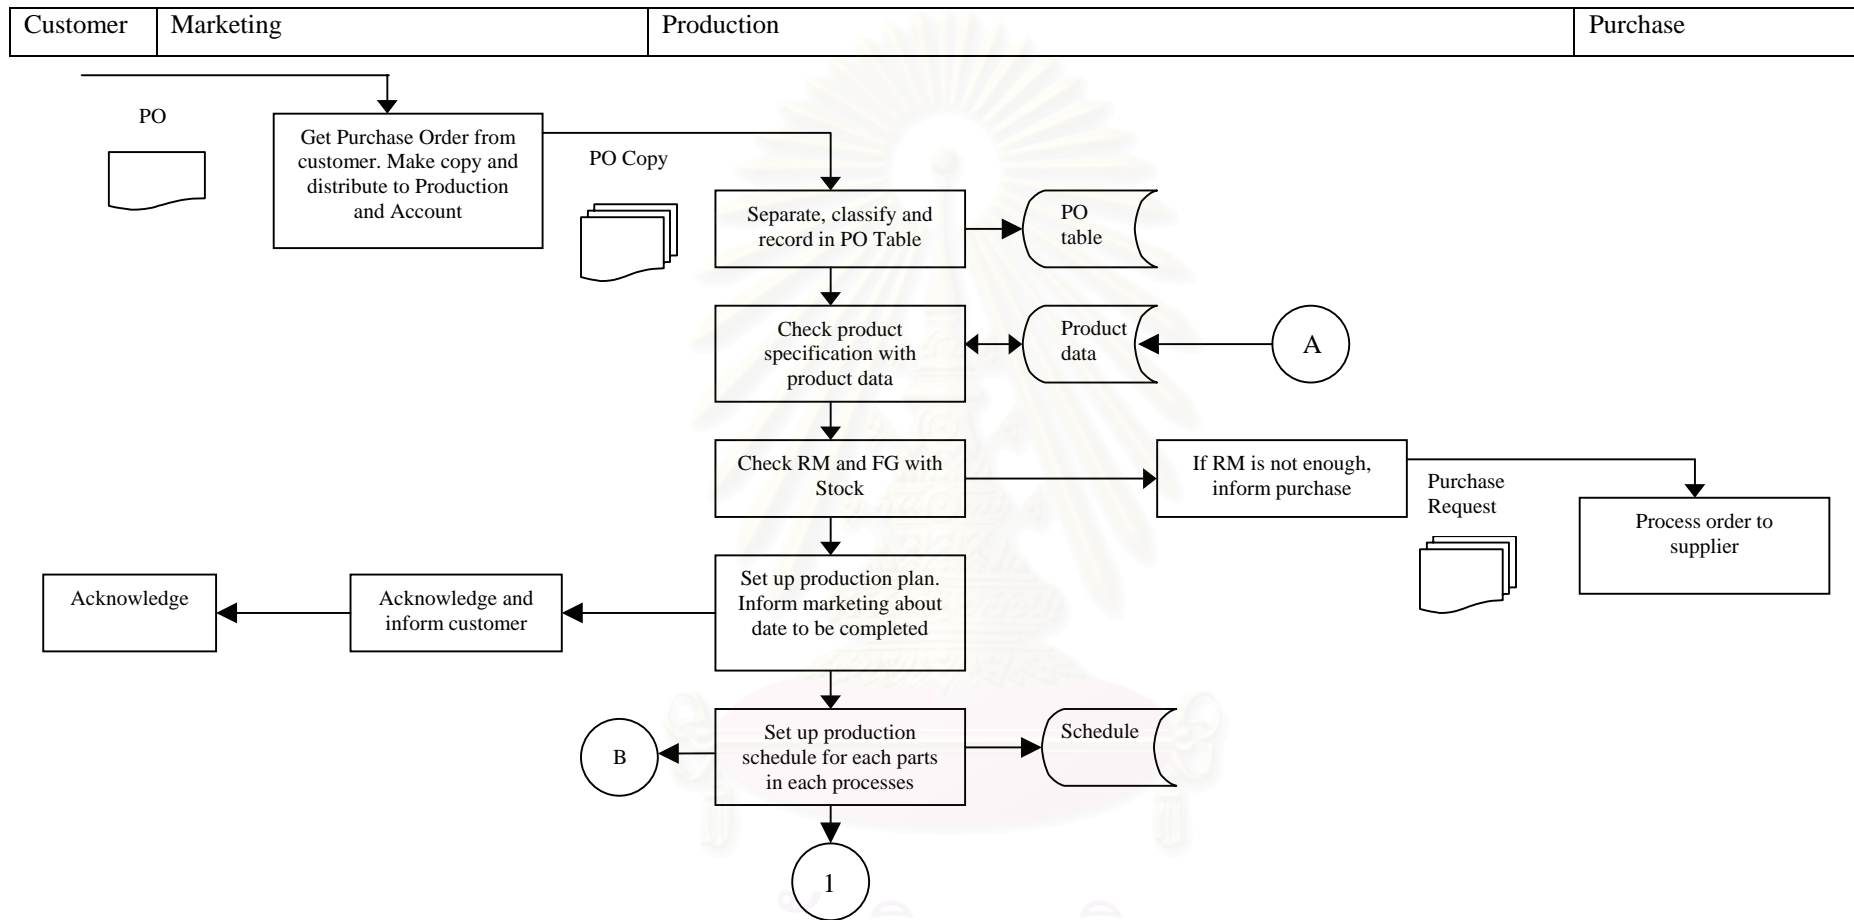 Customer
Marketing
Production
Purchase
PO
Get Purchase Order from
customer. Make copy and
distribute to Production
and Account
PO Copy
Separate, classify and
record in PO Table
PO
table
Check product
specification with
product data
Product
data
A
Check RM and FG with
Stock
If RM is not enough,
inform purchase
Purchase
Request
Process order to
supplier
Acknowledge
Acknowledge and
inform customer
Set up production plan.
Inform marketing about
date to be completed
B
Set up production
schedule for each parts
in each processes
Schedule
1